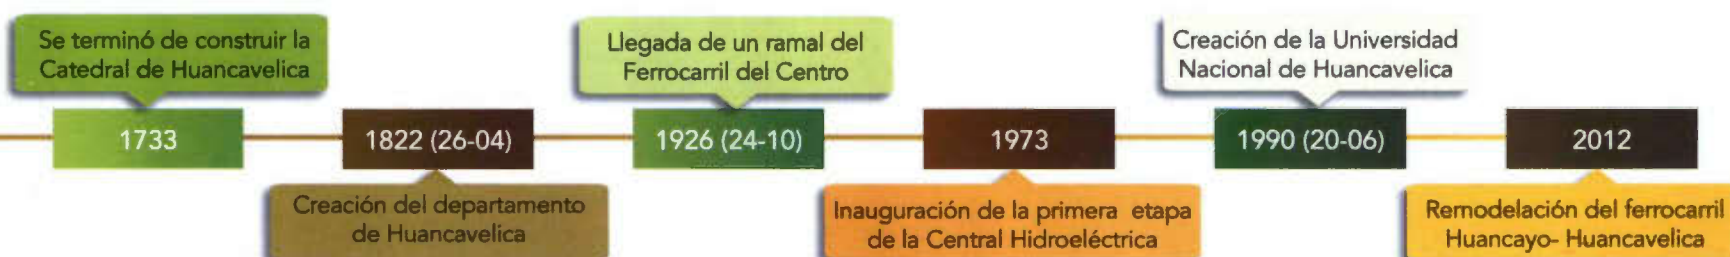 Se terminó de construir la
Catedral de Huancavelica
1733
1822 (26-04)
Creación del departamento
de Huancavelica
Llegada de un ramal del
Ferrocarril del Centro
1926 (24-10)
1973
Inauguración de la primera etapa
de la Central Hidroeléctrica
Creación de la Universidad
Nacional de Huancavelica
1990 (20-06)
2012
Remodelación del ferrocarril
Huancayo- Huancavelica